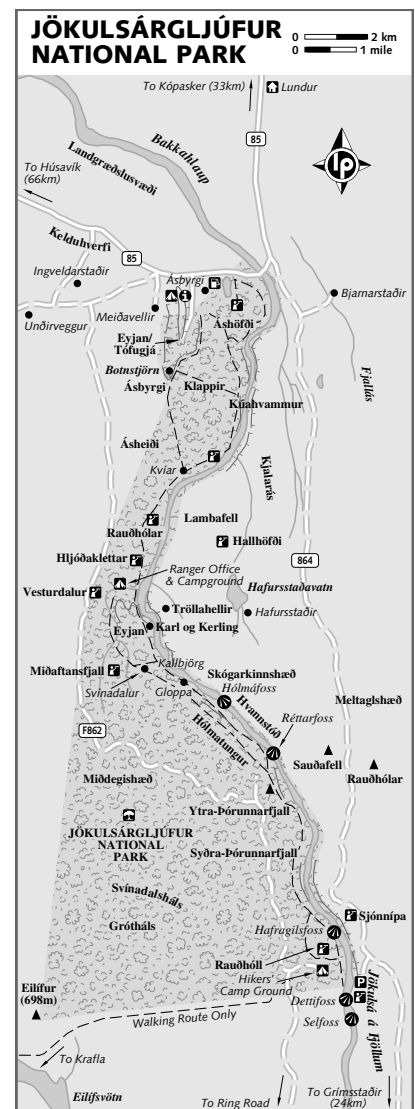 JÖKULSÁRGLJÚFUR
NATIONAL PARK
0 2 km
0 1 mile
To Kópasker (33km)
Lundur
Bakkahlaup
Landgræðslusvæði
85
lp
To Húsavík
(66km)
Kelduhverfi
85
Ingveldarstaðir
Ásbyrgi
Bjarnarstaðir
Meiðavellir
Undirveggur
Áshöfði
Eyjan/
Tófugjá
Botnstjörn
Ásbyrgi
Klappir
Fjallás
Kúahvammur
Ásheiði
Kjalarás
Kvíar
Lambafell
Rauðhólar
Hallhöfði
864
Hljóðaklettar
Ranger Office
& Campground
Hafursstaðavatn
Vesturdalur
Tröllahellir
Hafursstaðir
Eyjan
Karl og Kerling
Kallbjörg
Skógarkinnshæð
Miðaftansfjall
Hólmáfoss
Svínadalur
Gloppa
Hvannstóð
Meltaglshæð
Réttarfoss
Hólmatungur
F862
Sauðafell
Rauðhólar
Miðdegishæð
Ytra-Þórunnarfjall
JÖKULSÁRGLJÚFUR
NATIONAL
PARK
Syðra-Þórunnarfjall
Svínadalsháls
Sjónnípa
Grótháls
Hafragilsfoss
Rauðhóll
P
Hikers'
Camp Ground
Jökulsá á Fjöllum
Eilífur
(698m)
Dettifoss
Selfoss
Walking Route Only
To Krafla
Eilífsvötn
To Ring Road
To Grímsstaðir
(24km)